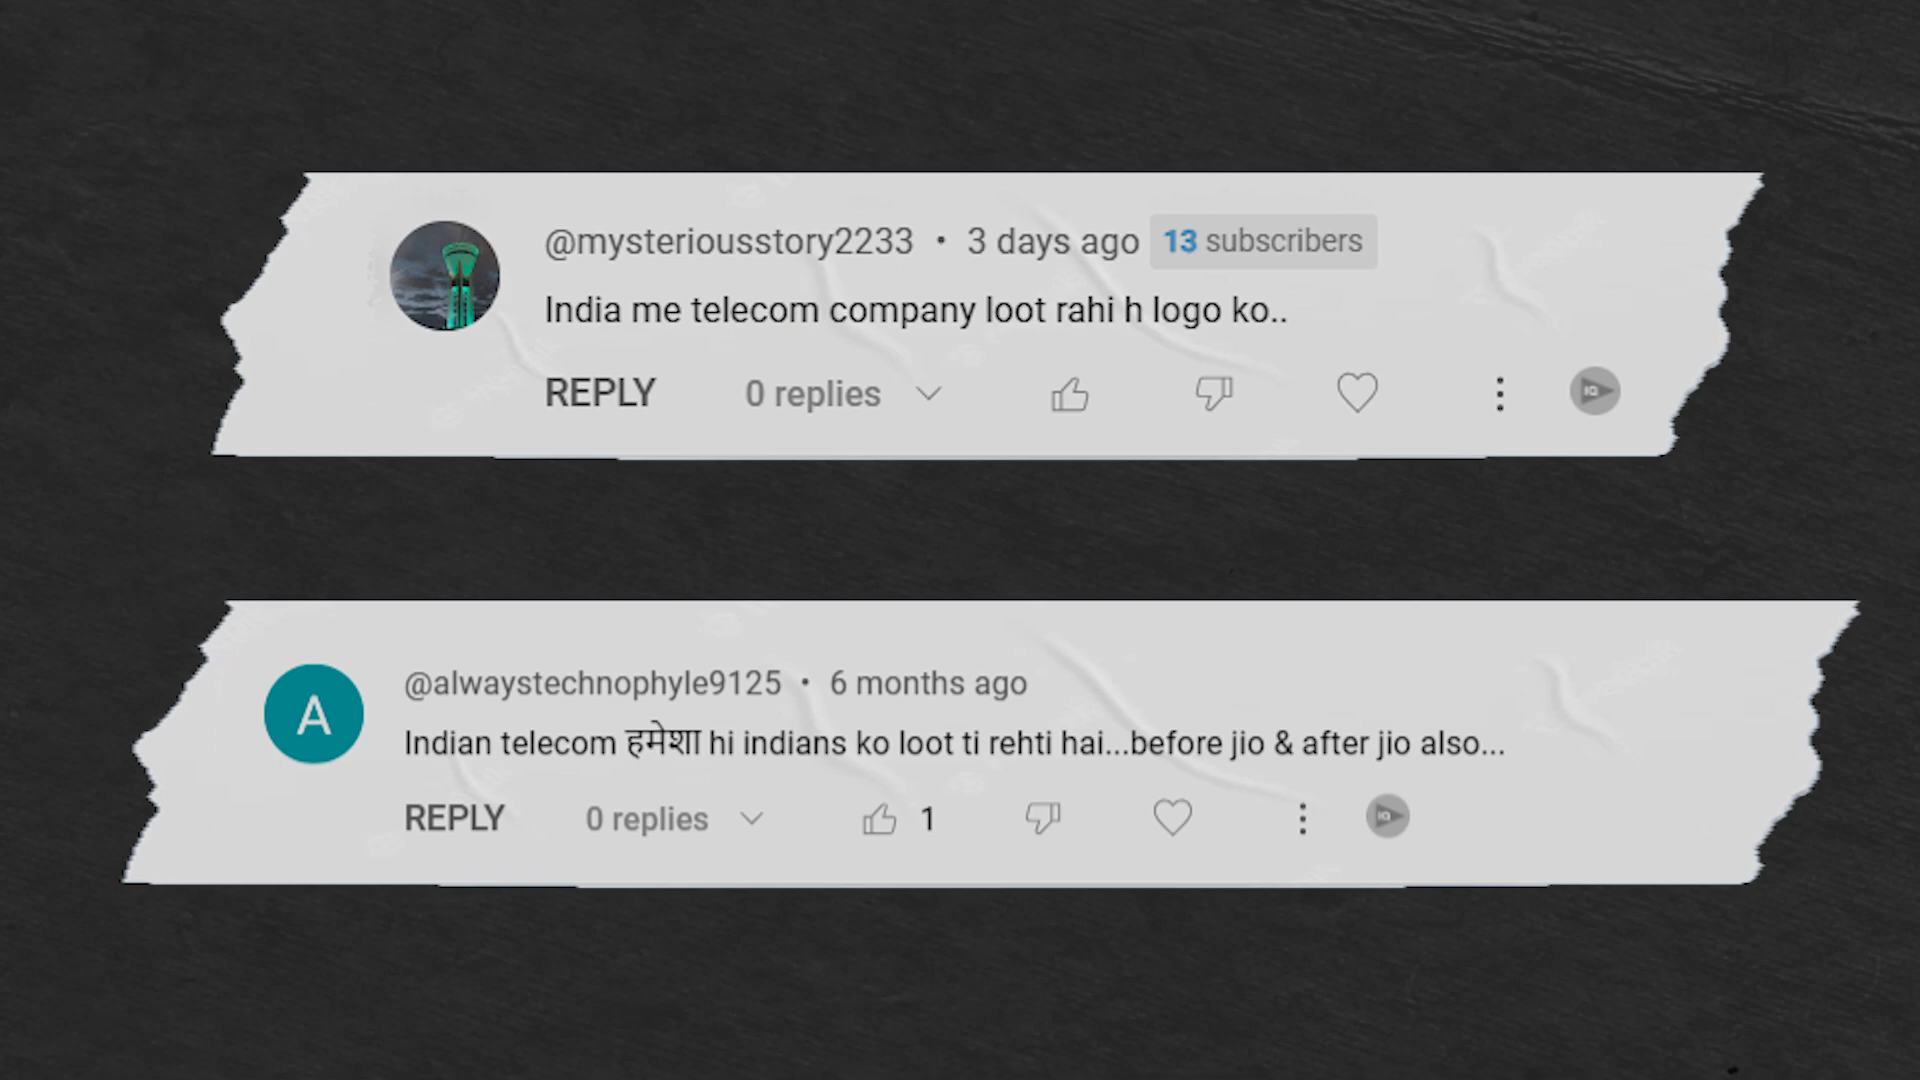 @mysteriousstory2233 • 3 days ago 13 subscribers
India me telecom company loot rahi h logo ko..
REPLY 0 replies
@alwaystechnophyle9125 • 6 months ago
A
Indian telecom हमेशा hi indians ko loot ti rehti hai...before jio & after jio also...
REPLY 0 replies 1